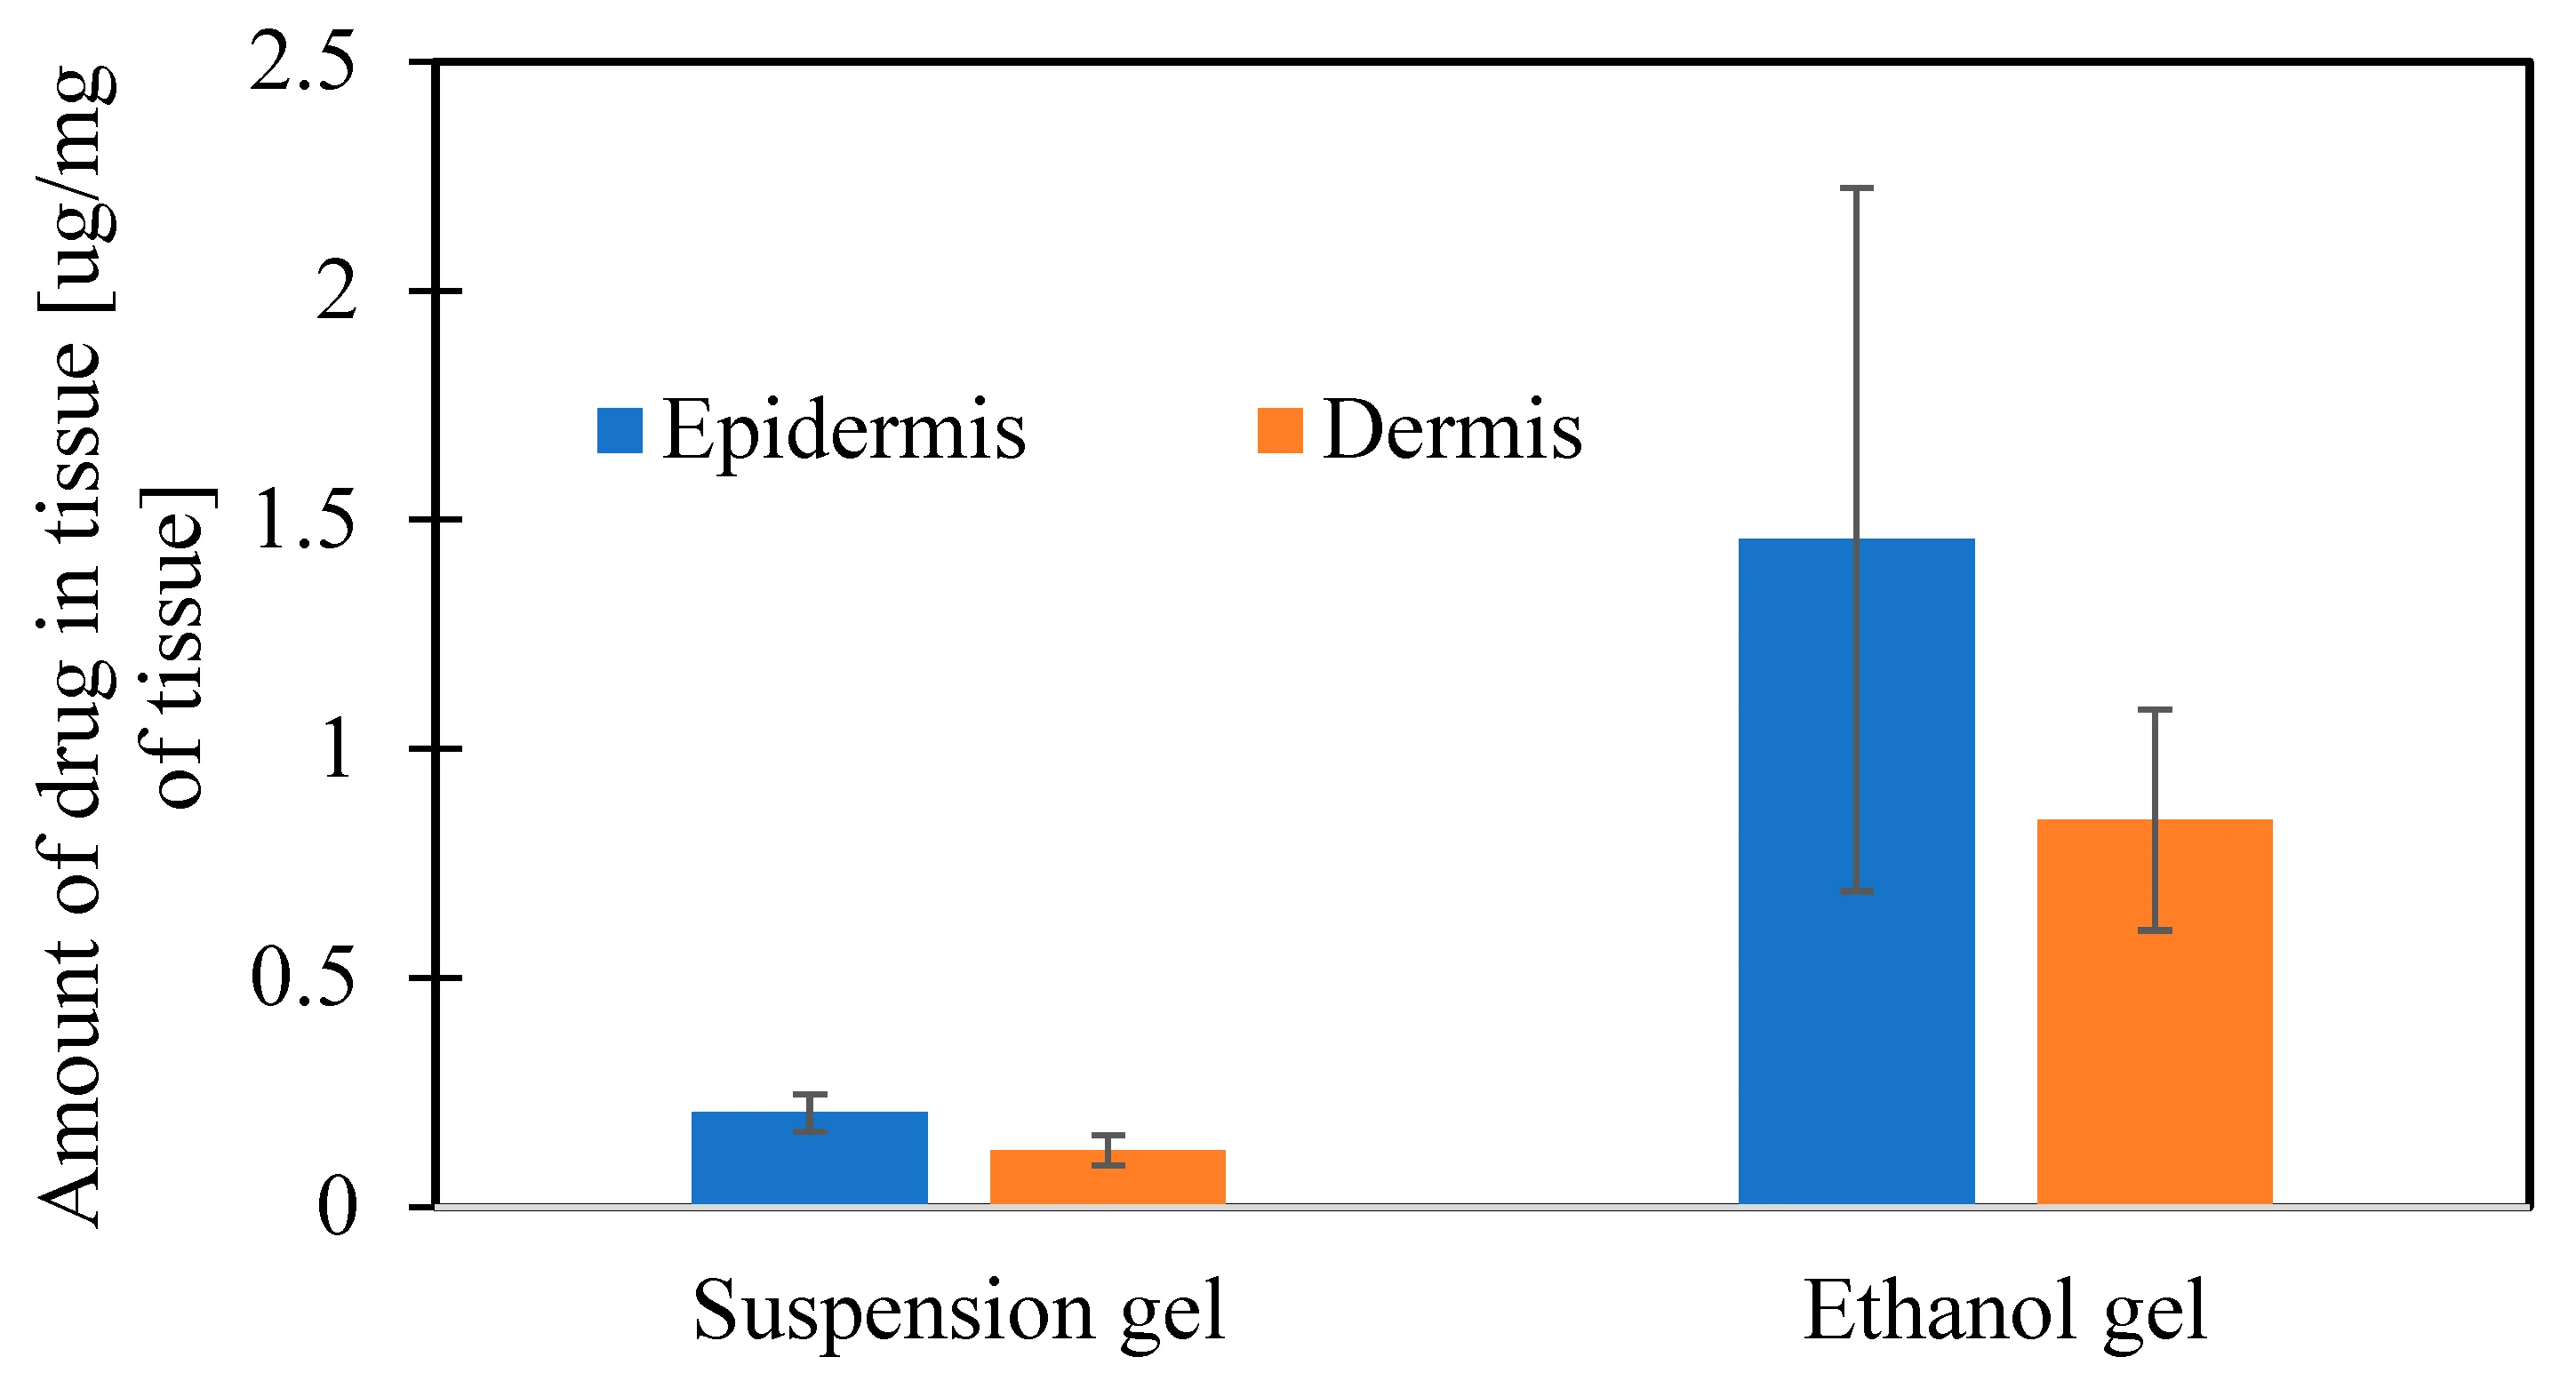 Amount of drug in tissue [ug/mg
of tissue]
2.5
2
1.5
1
0.5
0
Epidermis
Dermis
Suspension gel
Ethanol gel